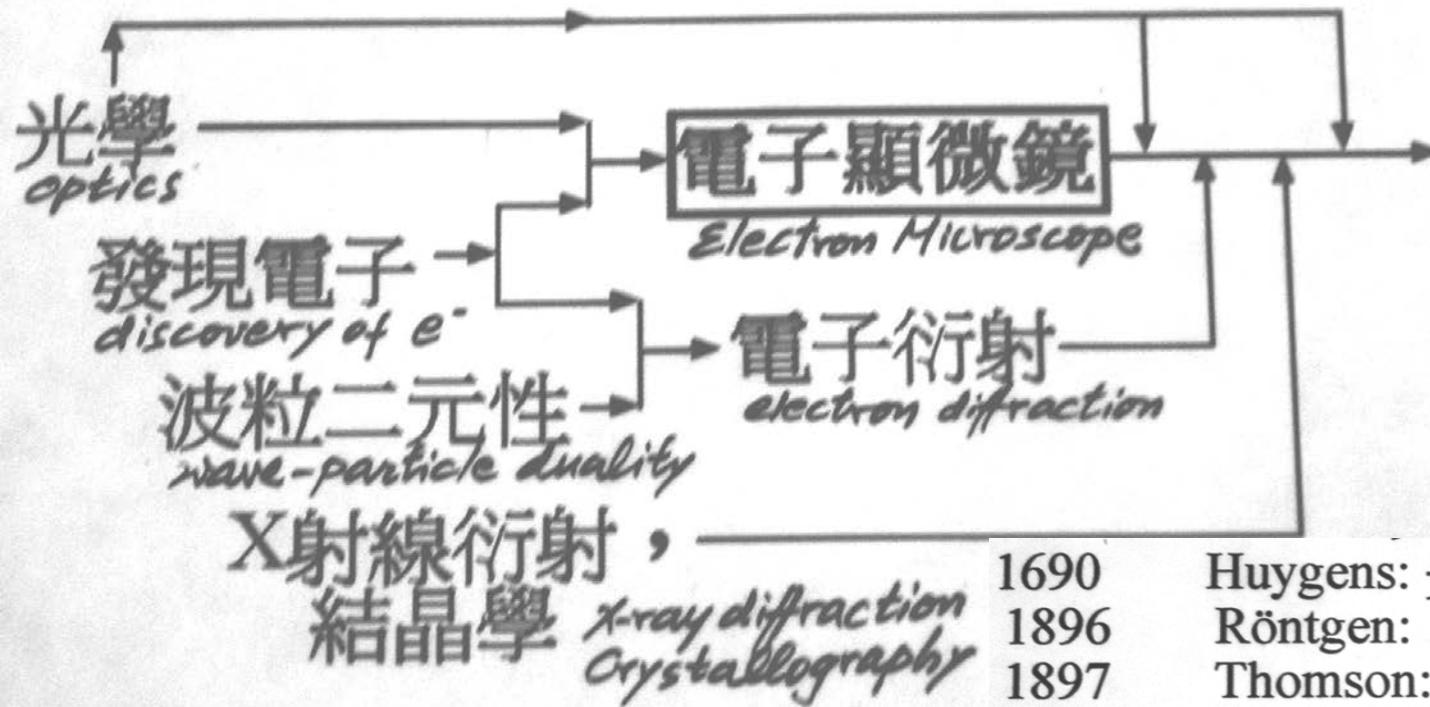 光學
optics
電子顯微鏡
Electron Microscope
發現電子
discovery of e⁻
電子衍射
electron diffraction
波粒二元性
wave-particle duality
X射線衍射，
結晶學
x-ray diffraction
Crystallography
1690 Huygens:
1896 Röntgen:
1897 Thomson: